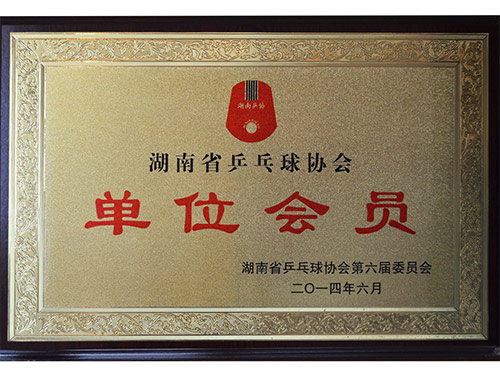 湖南乒协
湖南省乒乓球协会
单位会员
湖南省乒乓球协会第六届委员会
二〇一四年六月